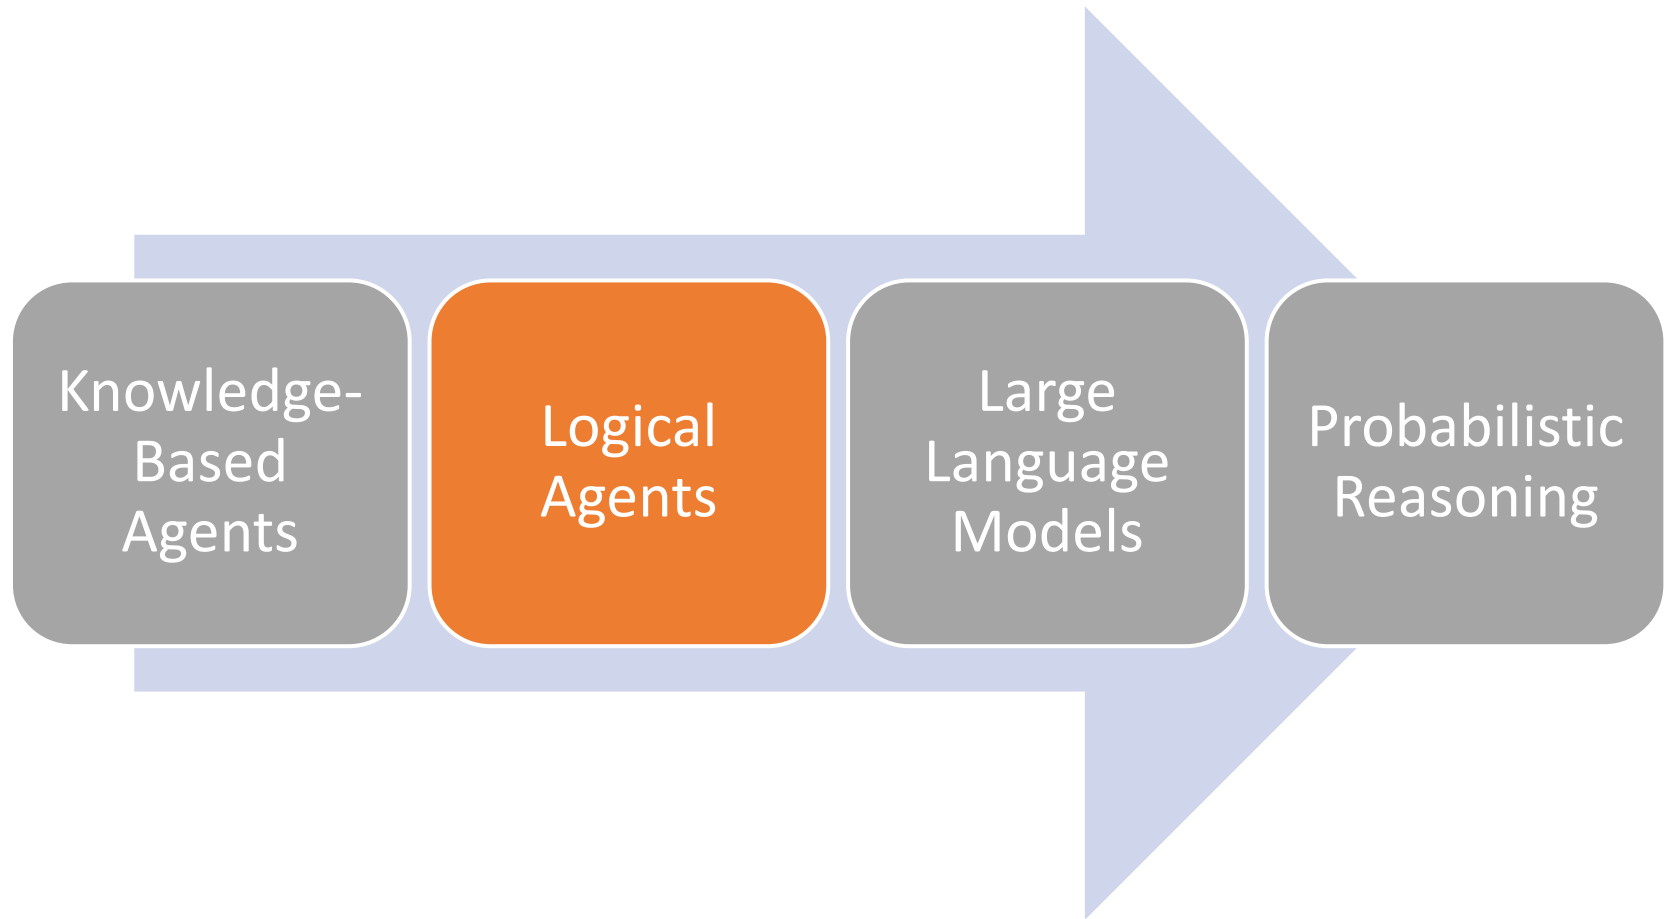 Knowledge-
Based
Agents
Logical
Agents
Large
Language
Models
Probabilistic
Reasoning